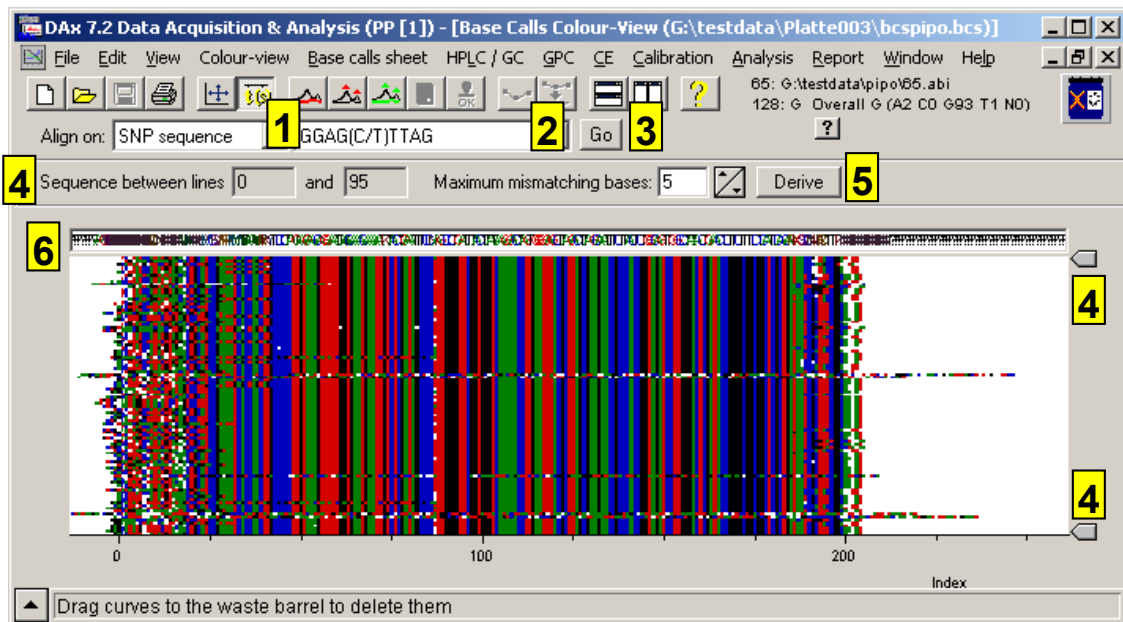 DAx 7.2 Data Acquisition & Analysis (PP [1]) - [Base Calls Colour-View (G:\testdata\Platte003\bcspipo.bcs)]
File Edit View Colour-view Base calls sheet HPLC / GC GPC CE Calibration Analysis Report Window Help
65: G:\testdata\pipo\65.abi
128: G Overall G (A2 C0 G93 T1 N0)
1 2 3
Align on: SNP sequence GGAG(C/T)TTAG Go ?
4 Sequence between lines 0 and 95 Maximum mismatching bases: 5 Derive 5
6
4
4
0 100 200
Index
Drag curves to the waste barrel to delete them